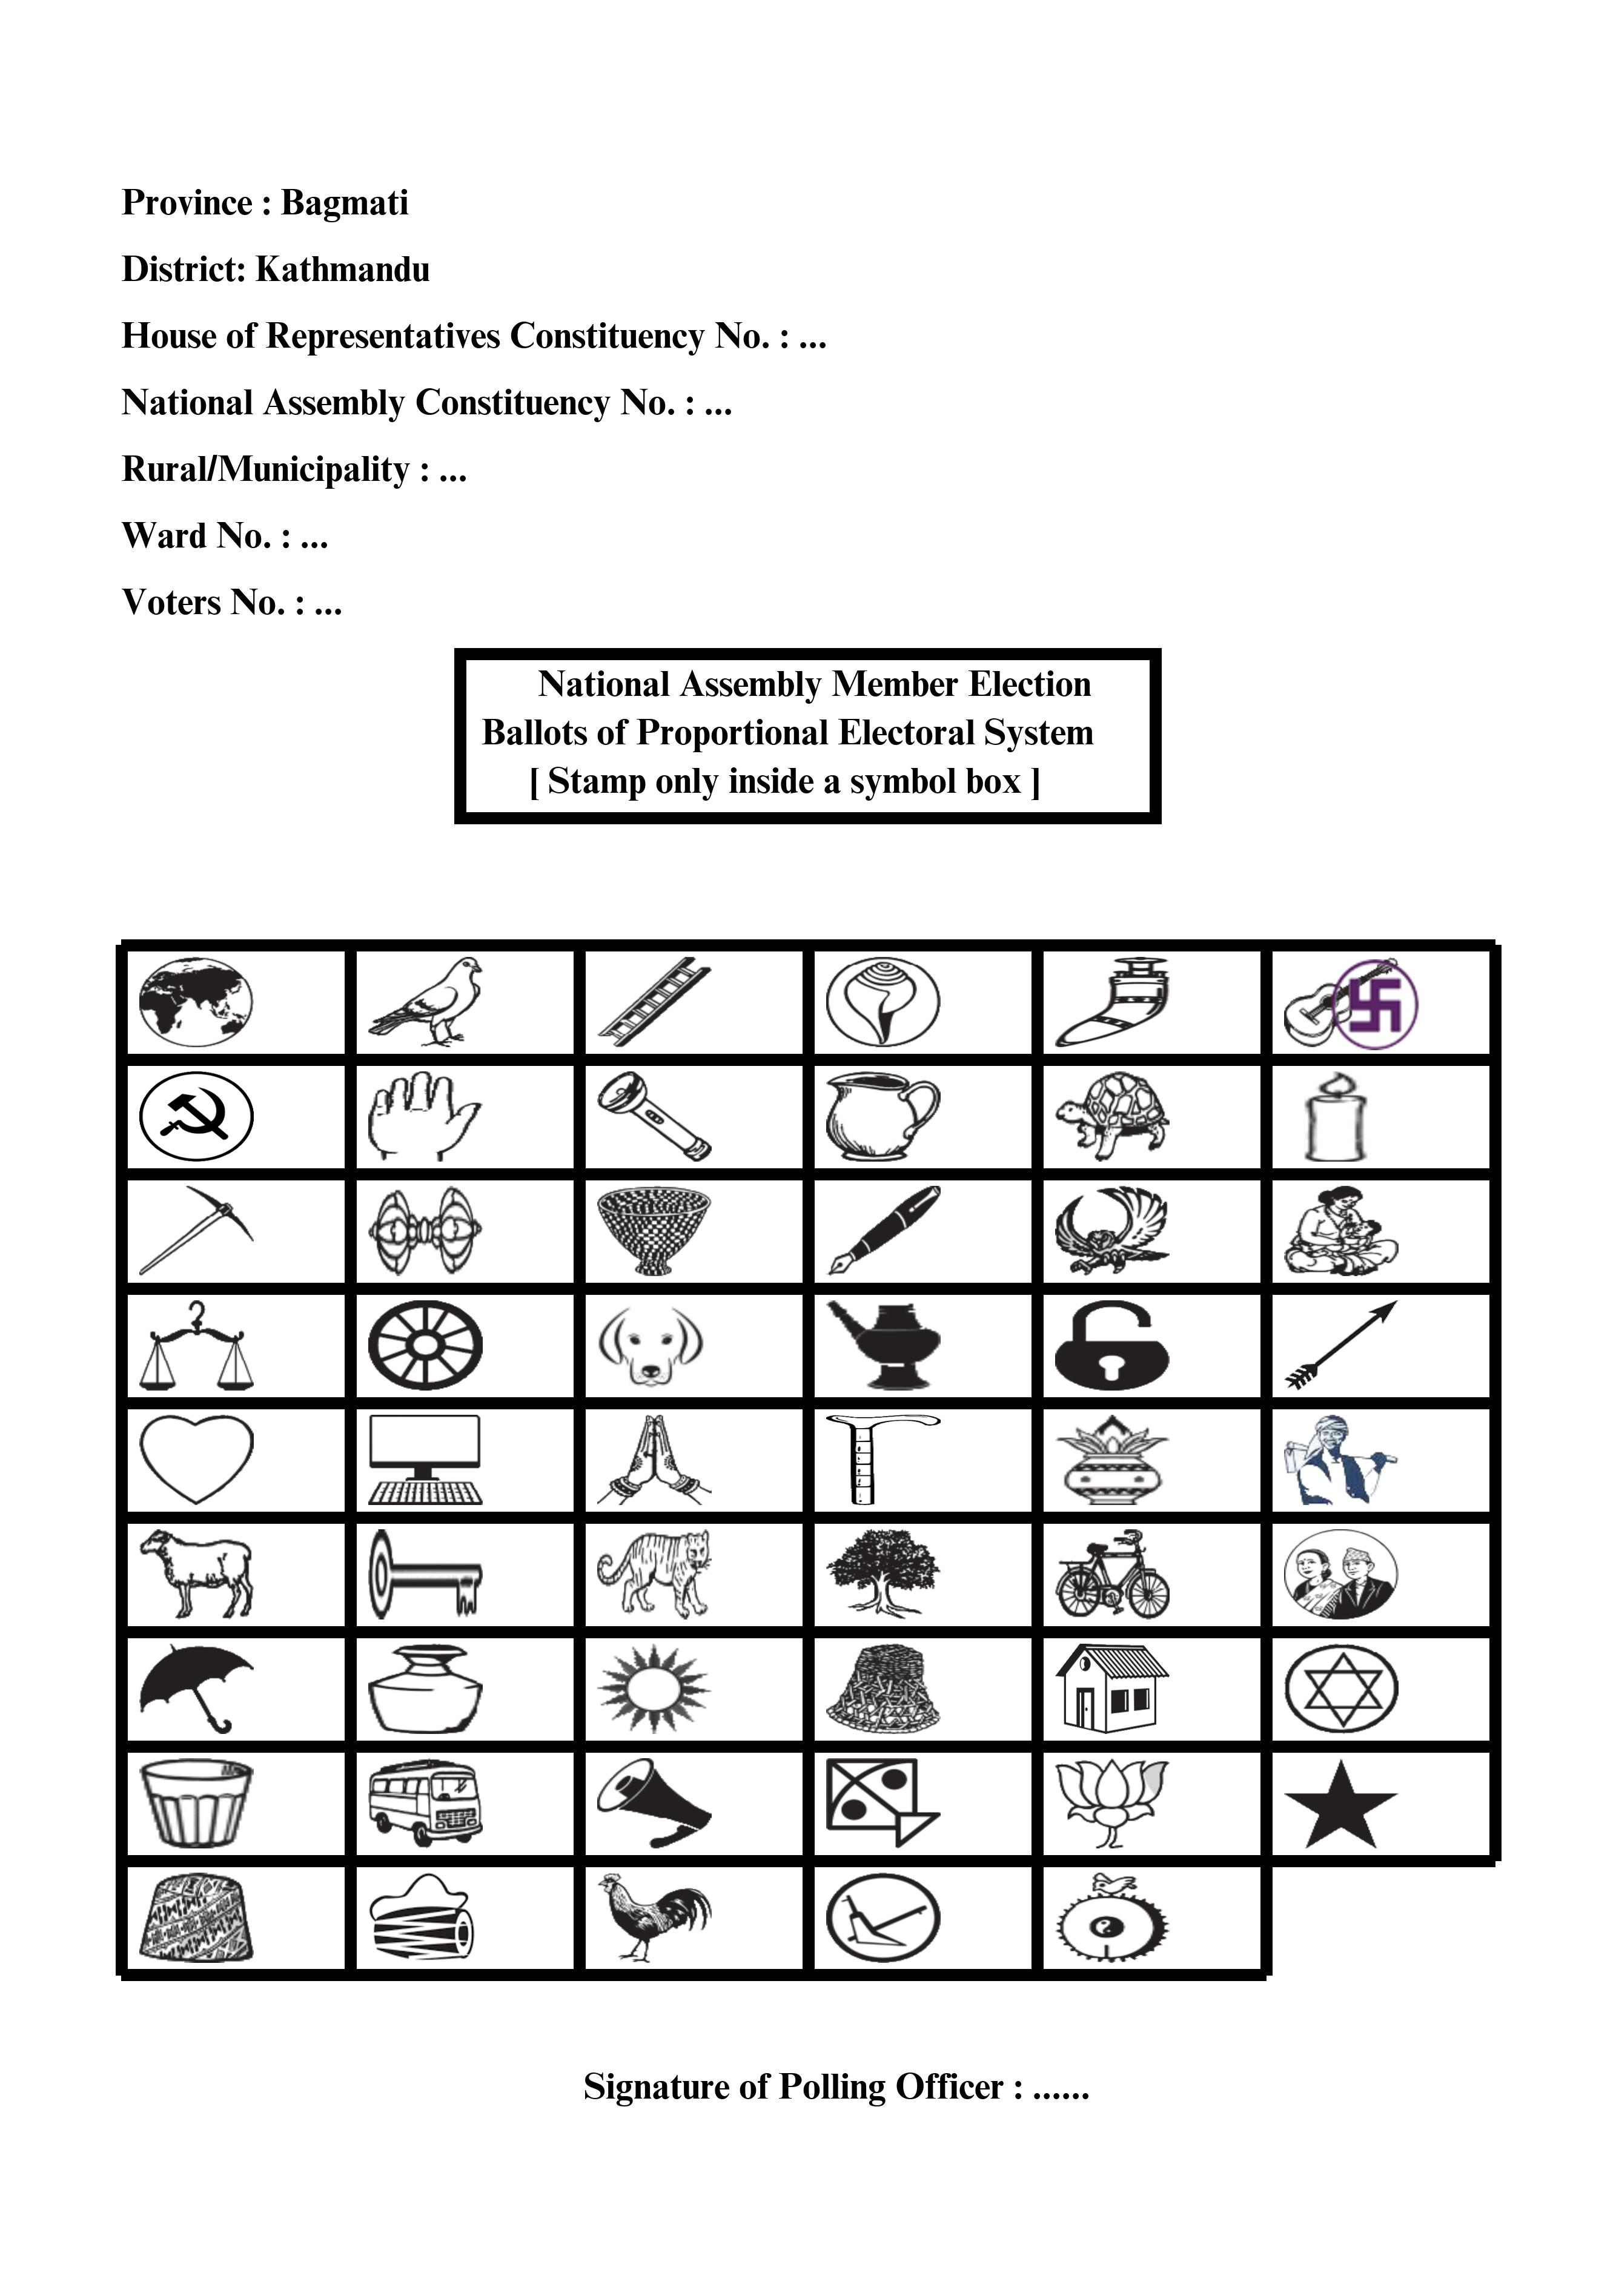 Province : Bagmati
District: Kathmandu
House of Representatives Constituency No. : ...
National Assembly Constituency No. : ...
Rural/Municipality : ...
Ward No. : ...
Voters No. : ...
National Assembly Member Election
Ballots of Proportional Electoral System
[ Stamp only inside a symbol box ]
Signature of Polling Officer : ......